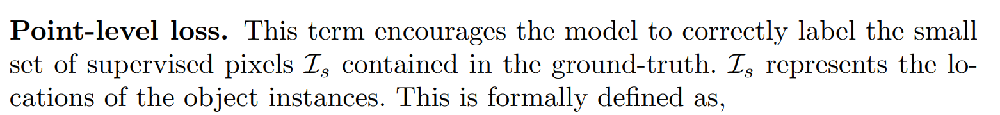 Point-level loss. This term encourages the model to correctly label the small
set of supervised pixels $\mathcal{I}_s$ contained in the ground-truth. $\mathcal{I}_s$ represents the lo-
cations of the object instances. This is formally defined as,